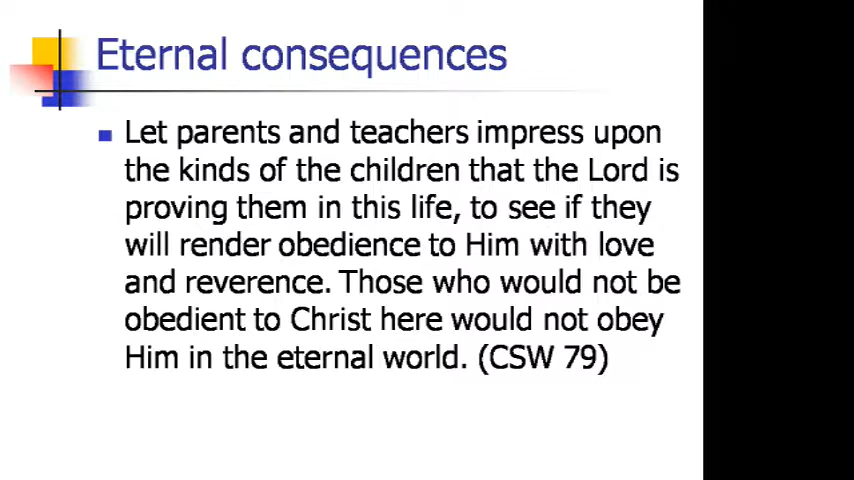 Eternal consequences
Let parents and teachers impress upon
the kinds of the children that the Lord is
proving them in this life, to see if they
will render obedience to Him with love
and reverence. Those who would not be
obedient to Christ here would not obey
Him in the eternal world. (CSW 79)